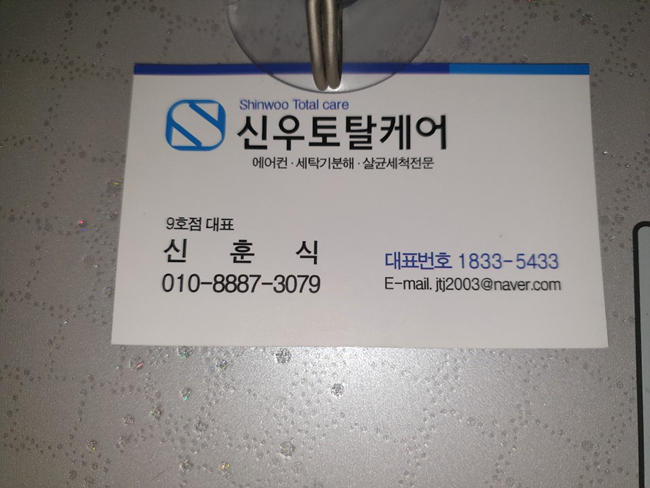 Shinwoo Total care
신우토탈케어
에어컨 · 세탁기분해 · 살균세척전문
9호점 대표
신 훈 식
010-8887-3079
대표번호 1833-5433
E-mail. jtj2003@naver.com